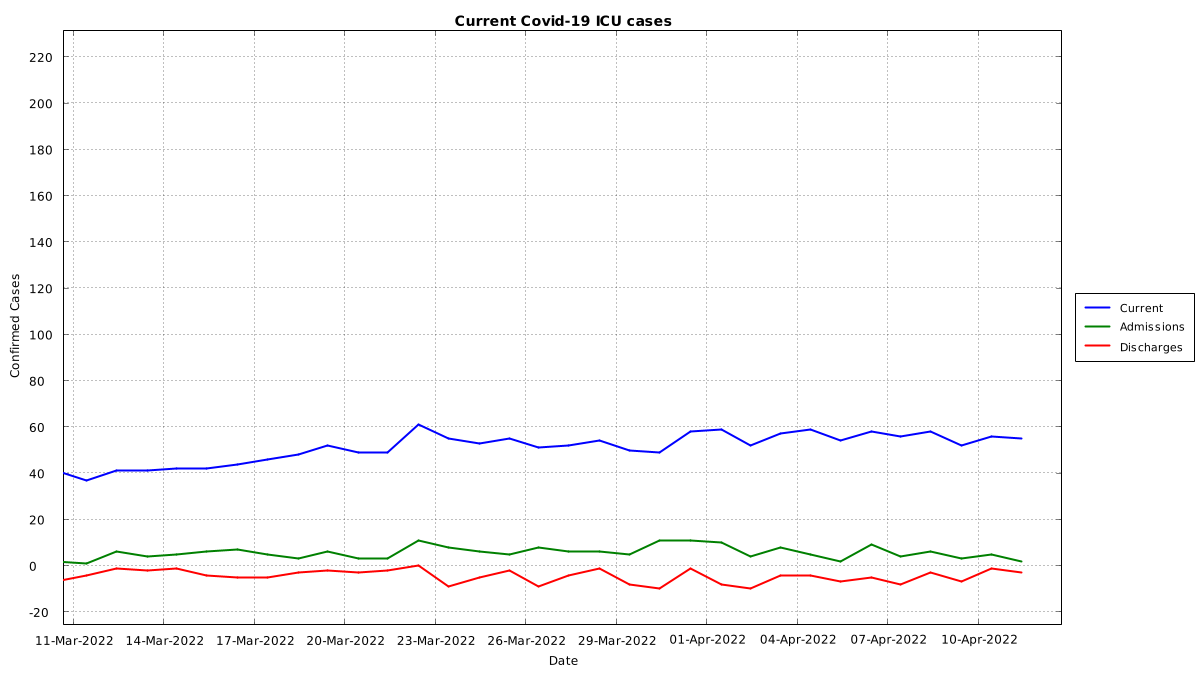 Current Covid-19 ICU cases
220
200
180
160
140
120
100
80
60
40
20
0
-20
Confirmed Cases
11-Mar-2022 14-Mar-2022 17-Mar-2022 20-Mar-2022 23-Mar-2022 26-Mar-2022 29-Mar-2022 01-Apr-2022 04-Apr-2022 07-Apr-2022 10-Apr-2022
Date
Current
Admissions
Discharges